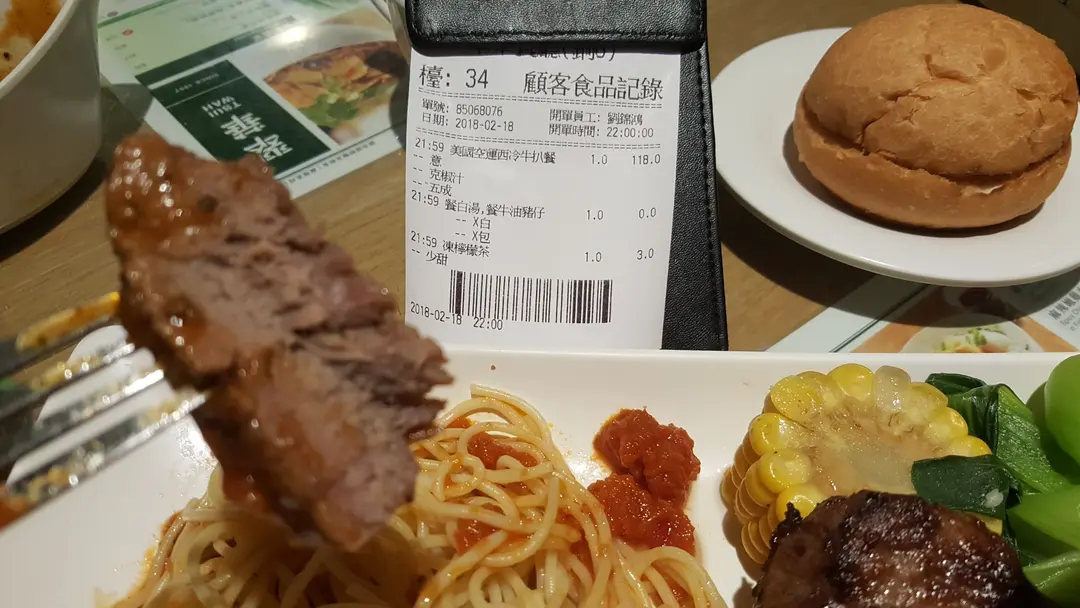 檯: 34 顧客食品記錄
單號: 85068076 開單員工: 劉錦鴻
日期: 2018-02-18 開單時間: 22:00:00
21:59 美國空運西冷牛扒餐 1.0 118.0
-- 意
-- 克椒汁
-- 五成
21:59 餐白湯,餐牛油豬仔 1.0 0.0
-- X白
-- X包
21:59 凍檸檬茶 1.0 3.0
-- 少甜
2018-02-18 22:00
翠華
TSUI WAH